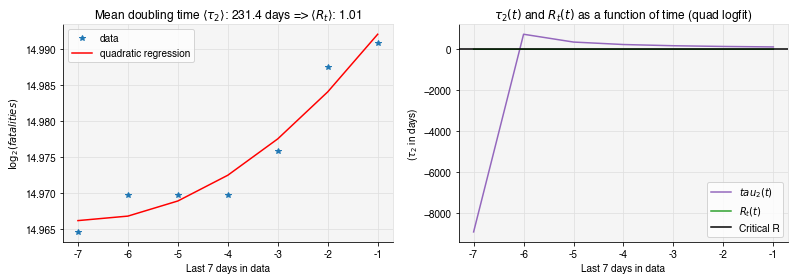 Mean doubling time ⟨τ₂⟩: 231.4 days => ⟨Rₜ⟩: 1.01
data
quadratic regression
log₂(fatalities)
14.990
14.985
14.980
14.975
14.970
14.965
-7 -6 -5 -4 -3 -2 -1
Last 7 days in data
τ₂(t) and Rₜ(t) as a function of time (quad logfit)
(τ₂ in days)
0
−2000
−4000
−6000
−8000
tau₂(t)
Rₜ(t)
Critical R
-7 -6 -5 -4 -3 -2 -1
Last 7 days in data